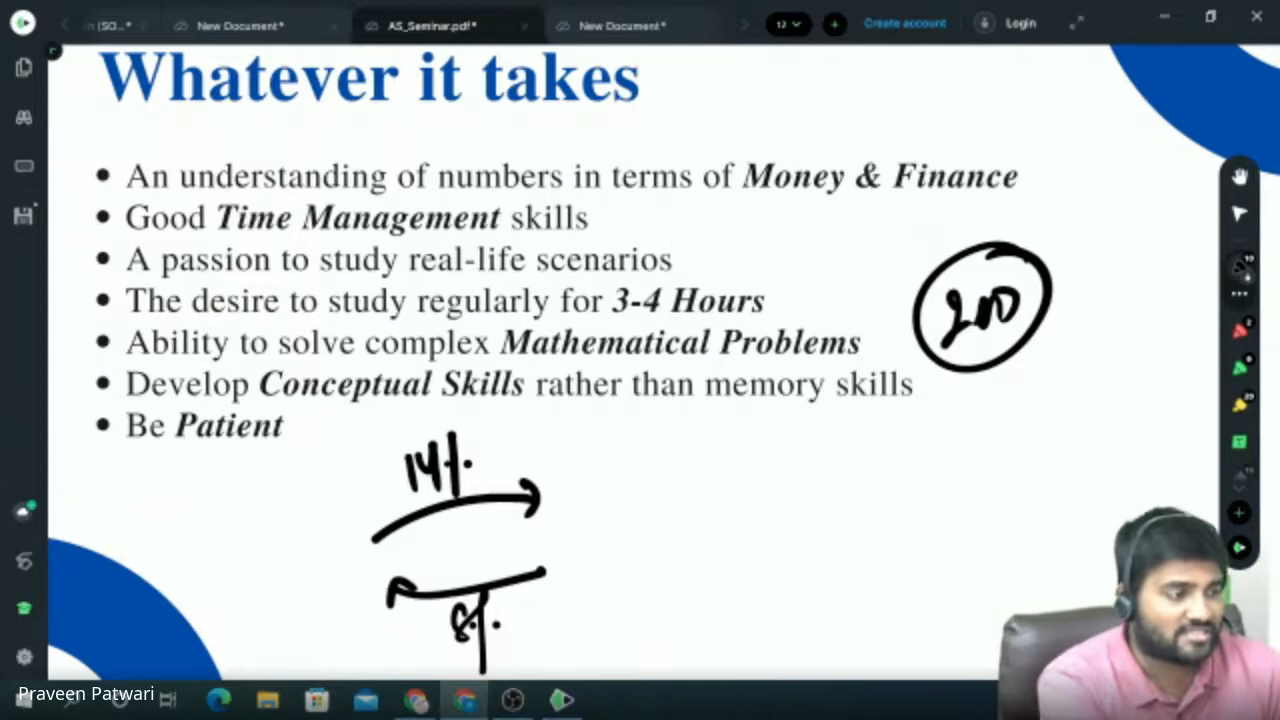 (SO...*
New Document*
AS_Seminar.pdf*
New Document*
12
Create account
Login
Whatever it takes
• An understanding of numbers in terms of Money & Finance
• Good Time Management skills
• A passion to study real-life scenarios
• The desire to study regularly for 3-4 Hours
• Ability to solve complex Mathematical Problems
• Develop Conceptual Skills rather than memory skills
• Be Patient
200
14%
8%
Praveen Patwari